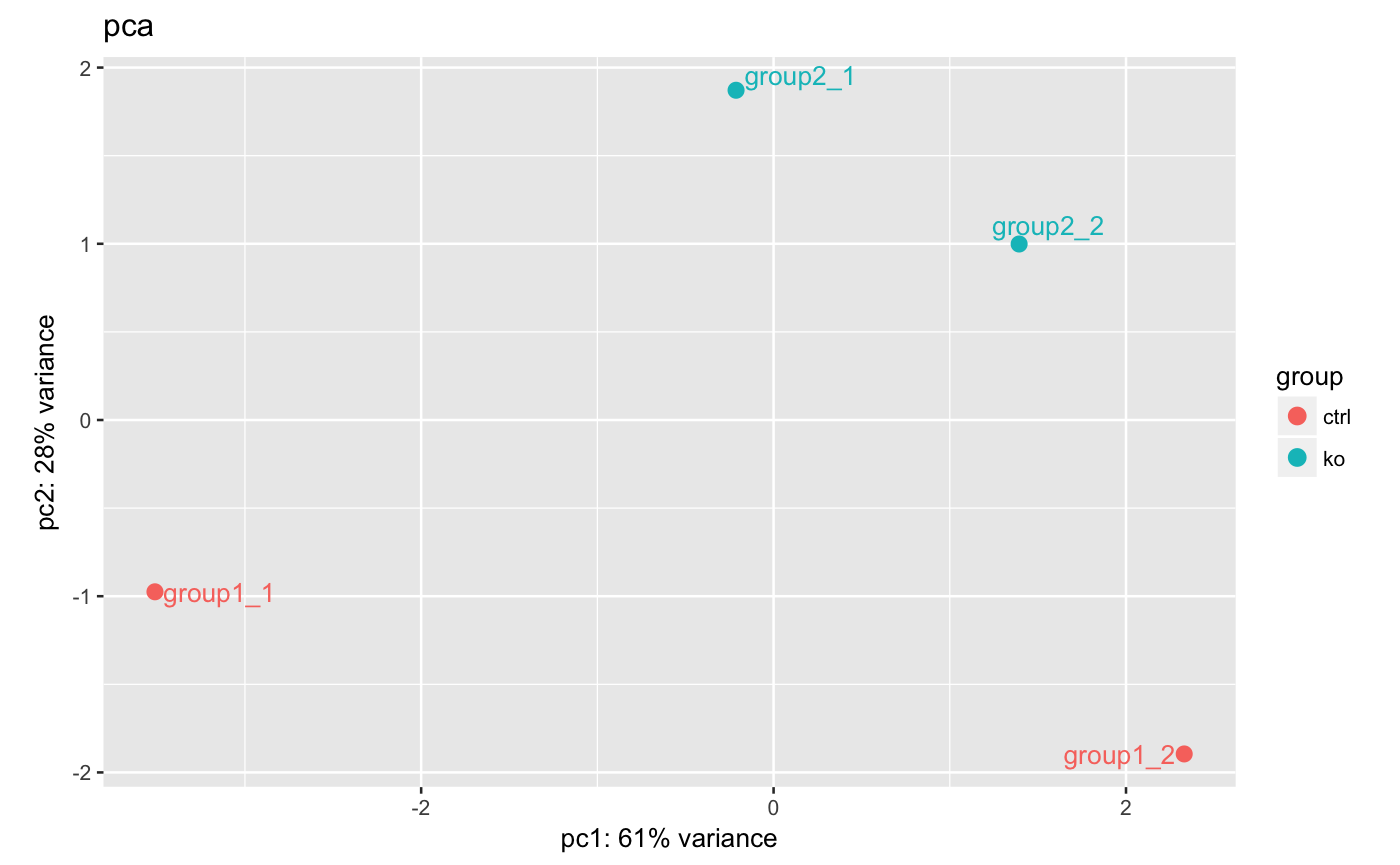 pca
2
group2_1
group2_2
1
pc2: 28% variance
0
-1
group1_1
group1_2
-2
-2
0
2
pc1: 61% variance
group
ctrl
ko